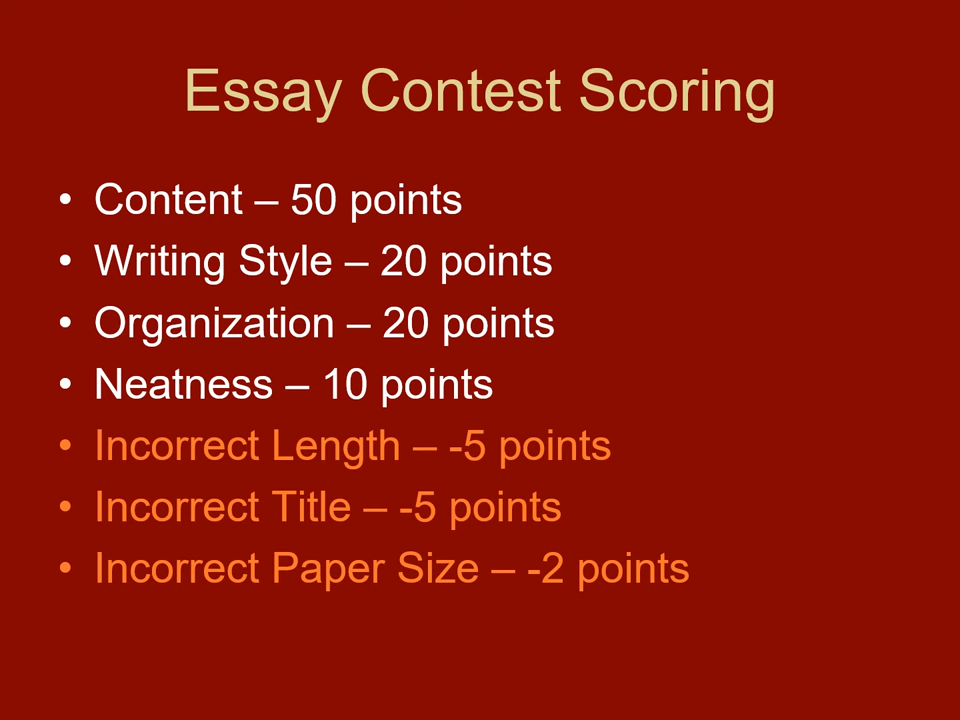 Essay Contest Scoring
• Content – 50 points
• Writing Style – 20 points
• Organization – 20 points
• Neatness – 10 points
• Incorrect Length – -5 points
• Incorrect Title – -5 points
• Incorrect Paper Size – -2 points